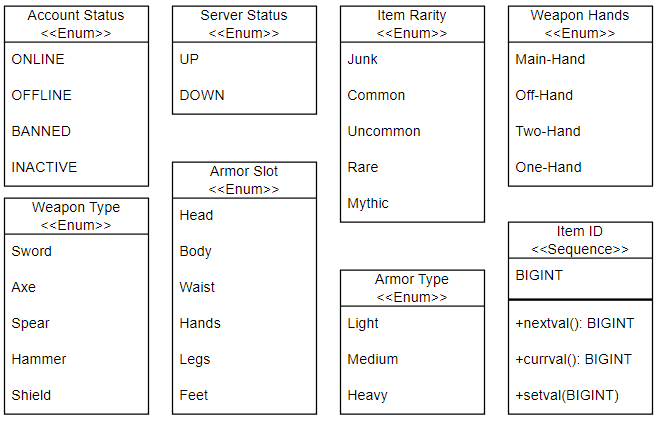 Account Status
<<Enum>>
ONLINE
OFFLINE
BANNED
INACTIVE
Server Status
<<Enum>>
UP
DOWN
Item Rarity
<<Enum>>
Junk
Common
Uncommon
Rare
Mythic
Weapon Hands
<<Enum>>
Main-Hand
Off-Hand
Two-Hand
One-Hand
Weapon Type
<<Enum>>
Sword
Axe
Spear
Hammer
Shield
Armor Slot
<<Enum>>
Head
Body
Waist
Hands
Legs
Feet
Armor Type
<<Enum>>
Light
Medium
Heavy
Item ID
<<Sequence>>
BIGINT
+nextval(): BIGINT
+currval(): BIGINT
+setval(BIGINT)